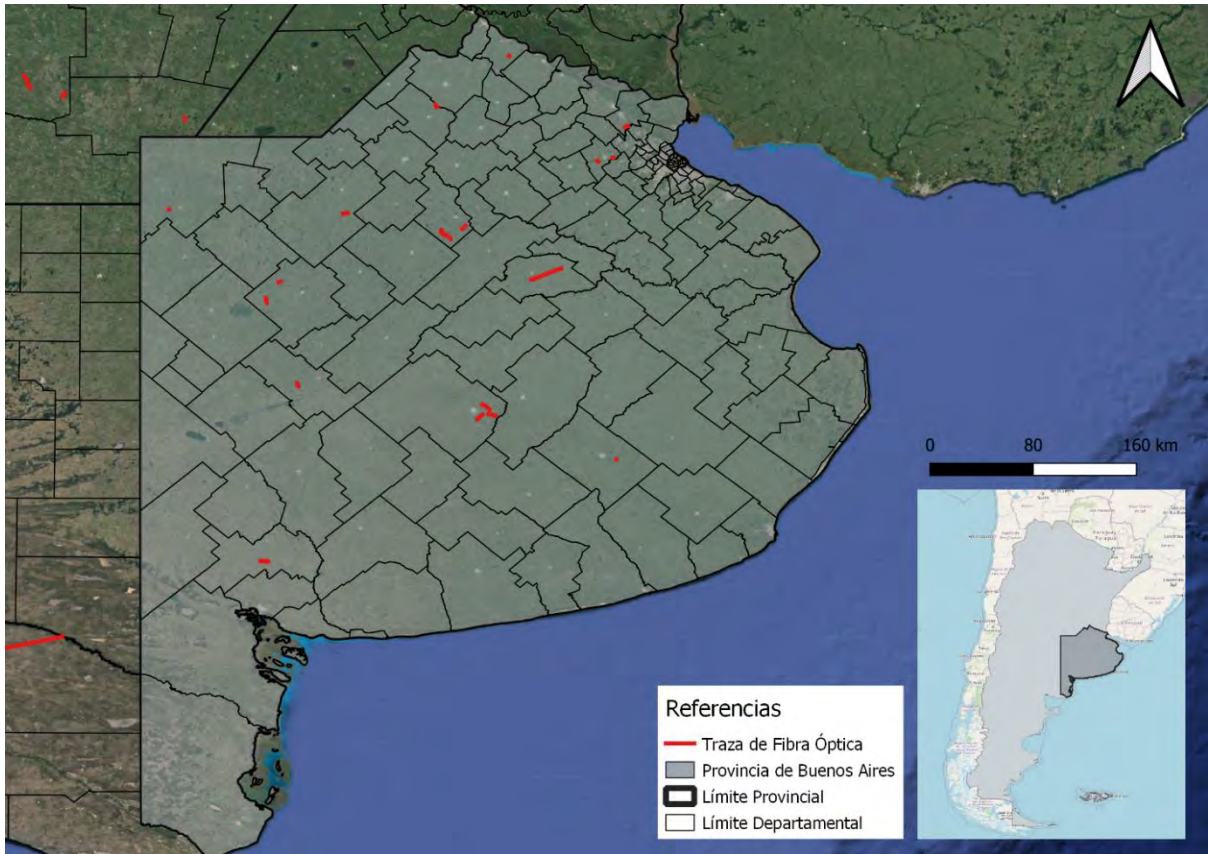 0 80 160 km
Referencias
Traza de Fibra Óptica
Provincia de Buenos Aires
Límite Provincial
Límite Departamental